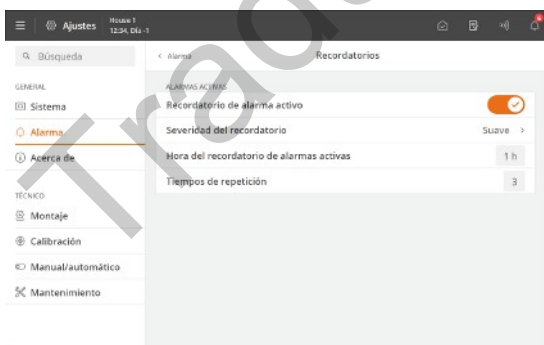 Ajustes
House 1
12:34, Día -1
Búsqueda
Alarma
Recordatorios
GENERAL
Sistema
Alarma
Acerca de
TÉCNICO
Montaje
Calibración
Manual/automático
Mantenimiento
ALARMAS ACTIVAS
Recordatorio de alarma activo
Severidad del recordatorio
Suave
Hora del recordatorio de alarmas activas
1 h
Tiempos de repetición
3